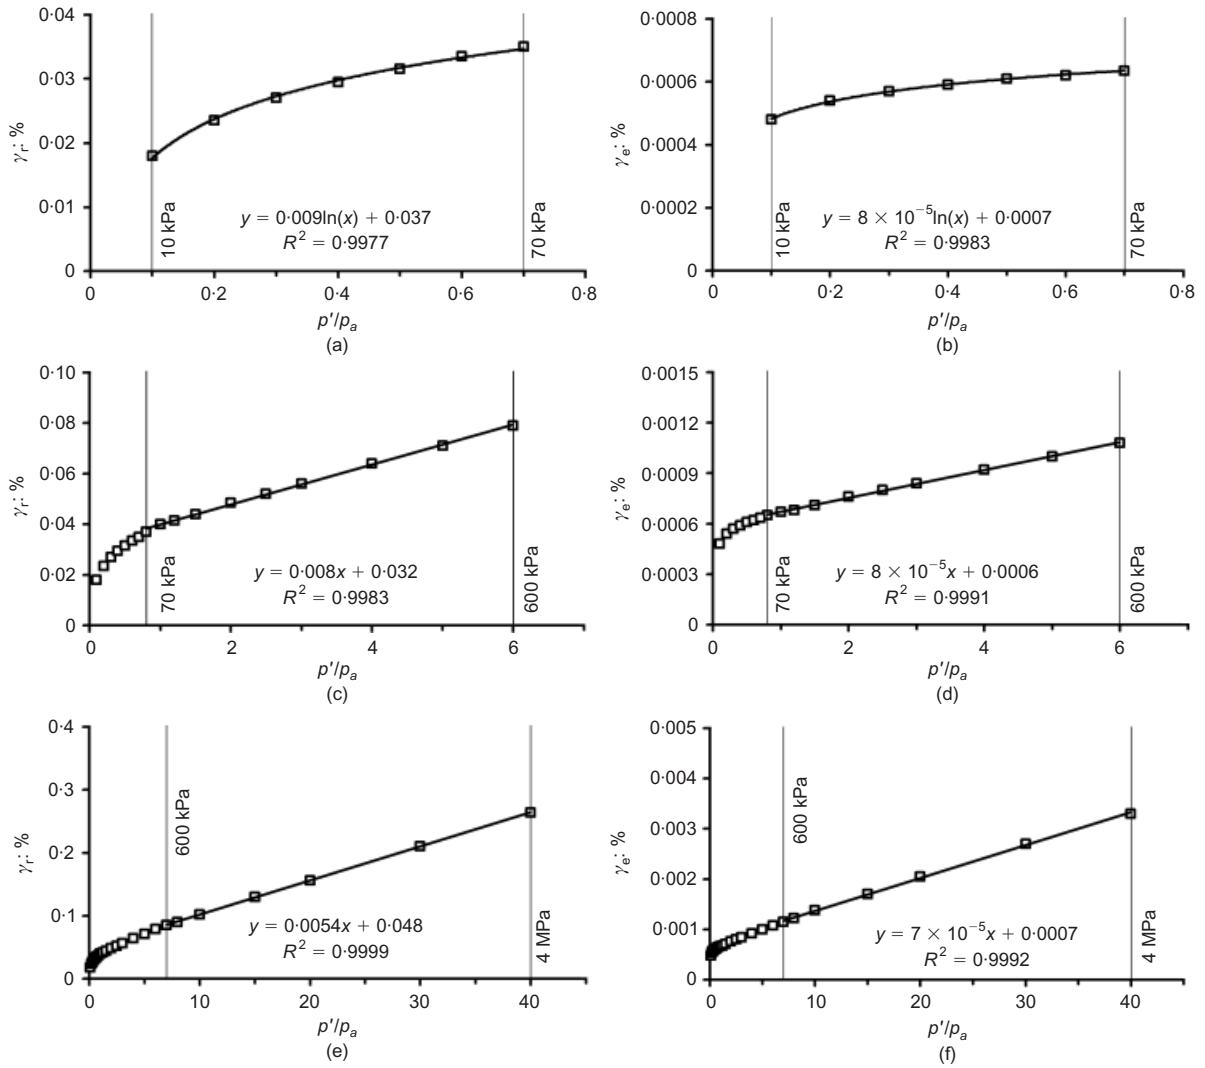 0·04
0·03
0·02
0·01
0
γr: %
10 kPa
70 kPa
y = 0·009ln(x) + 0·037
R² = 0·9977
0 0·2 0·4 0·6 0·8
p′/pa
(a)
0·0008
0·0006
0·0004
0·0002
0
γe: %
10 kPa
70 kPa
y = 8 × 10⁻⁵ln(x) + 0·0007
R² = 0·9983
0 0·2 0·4 0·6 0·8
p′/pa
(b)
0·10
0·08
0·06
0·04
0·02
0
γr: %
70 kPa
600 kPa
y = 0·008x + 0·032
R² = 0·9983
0 2 4 6
p′/pa
(c)
0·0015
0·0012
0·0009
0·0006
0·0003
0
γe: %
70 kPa
600 kPa
y = 8 × 10⁻⁵x + 0·0006
R² = 0·9991
0 2 4 6
p′/pa
(d)
0·4
0·3
0·2
0·1
0
γr: %
600 kPa
4 MPa
y = 0·0054x + 0·048
R² = 0·9999
0 10 20 30 40
p′/pa
(e)
0·005
0·004
0·003
0·002
0·001
0
γe: %
600 kPa
4 MPa
y = 7 × 10⁻⁵x + 0·0007
R² = 0·9992
0 10 20 30 40
p′/pa
(f)